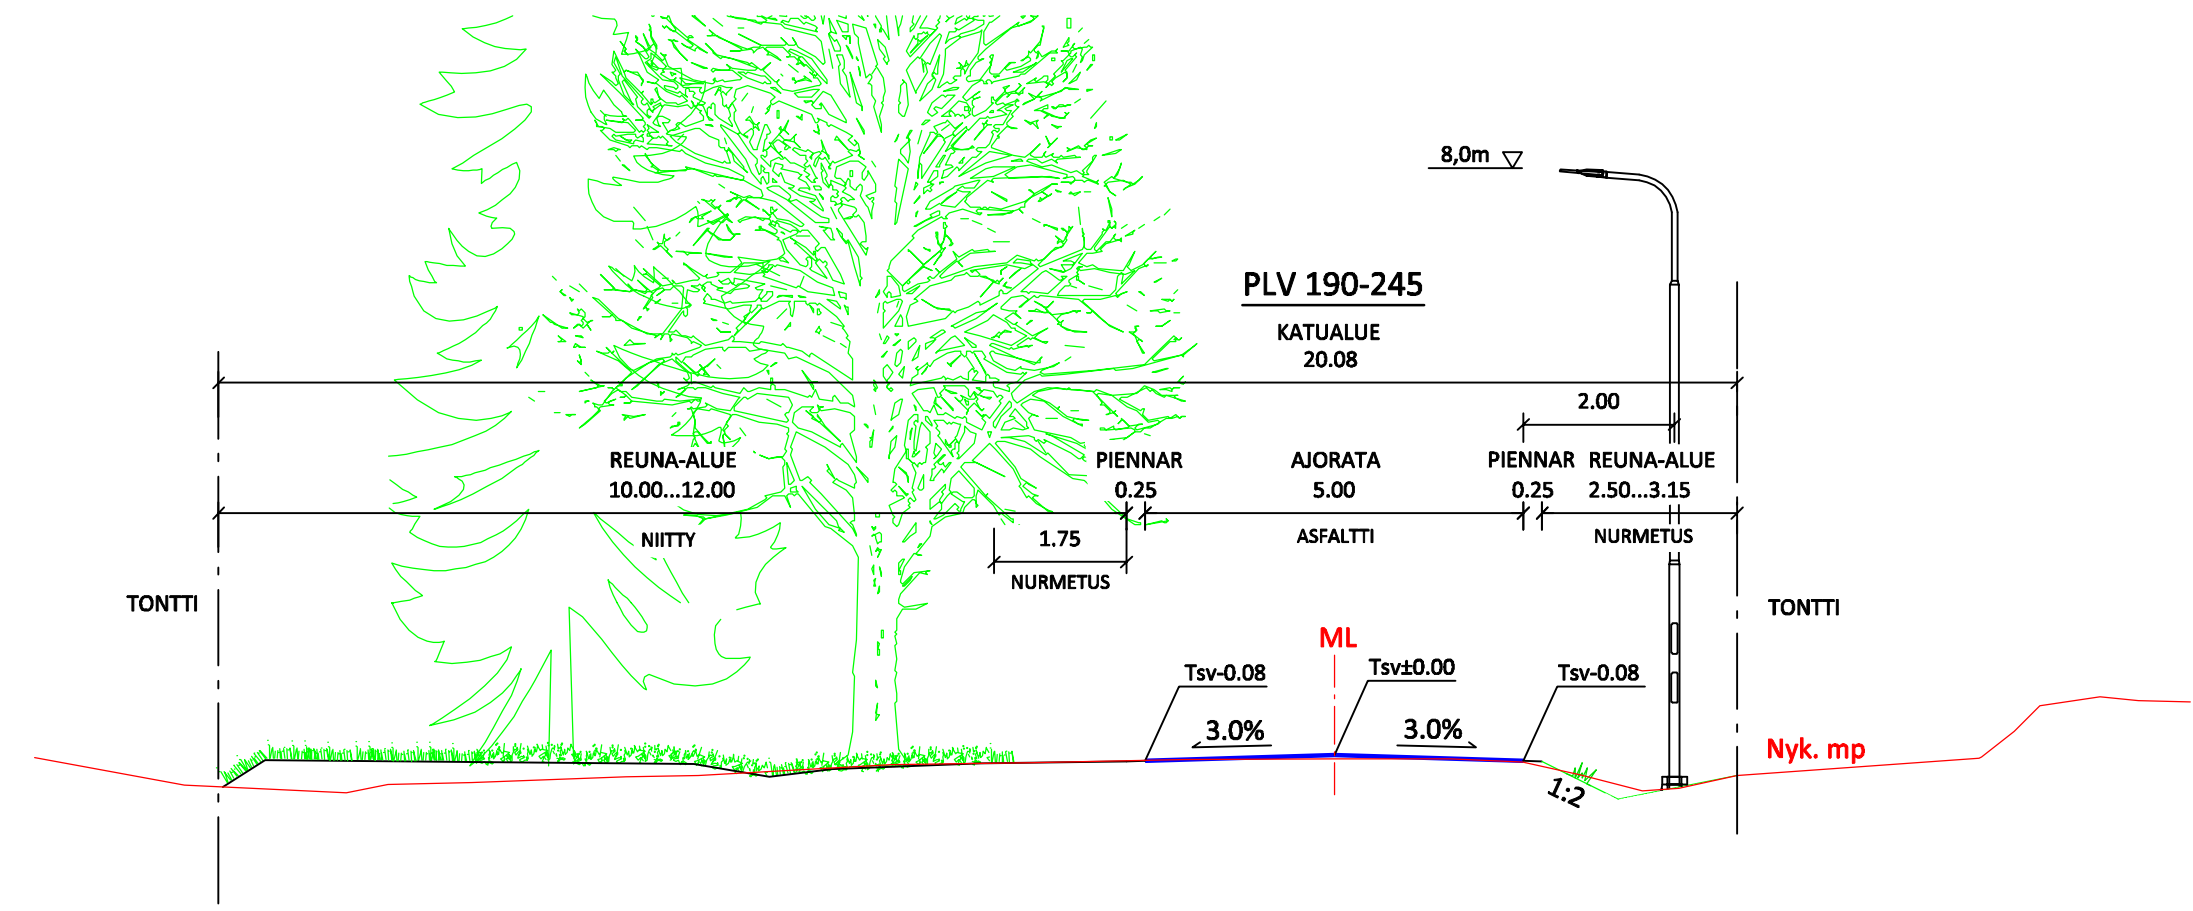 8,0m
PLV 190-245
KATUALUE
20.08
2.00
REUNA-ALUE
10.00...12.00
PIENNAR
0.25
AJORATA
5.00
PIENNAR
0.25
REUNA-ALUE
2.50...3.15
NIITTY
1.75
NURMETUS
ASFALTTI
NURMETUS
TONTTI
TONTTI
ML
Tsv-0.08
Tsv±0.00
Tsv-0.08
3.0%
3.0%
Nyk. mp
1:2